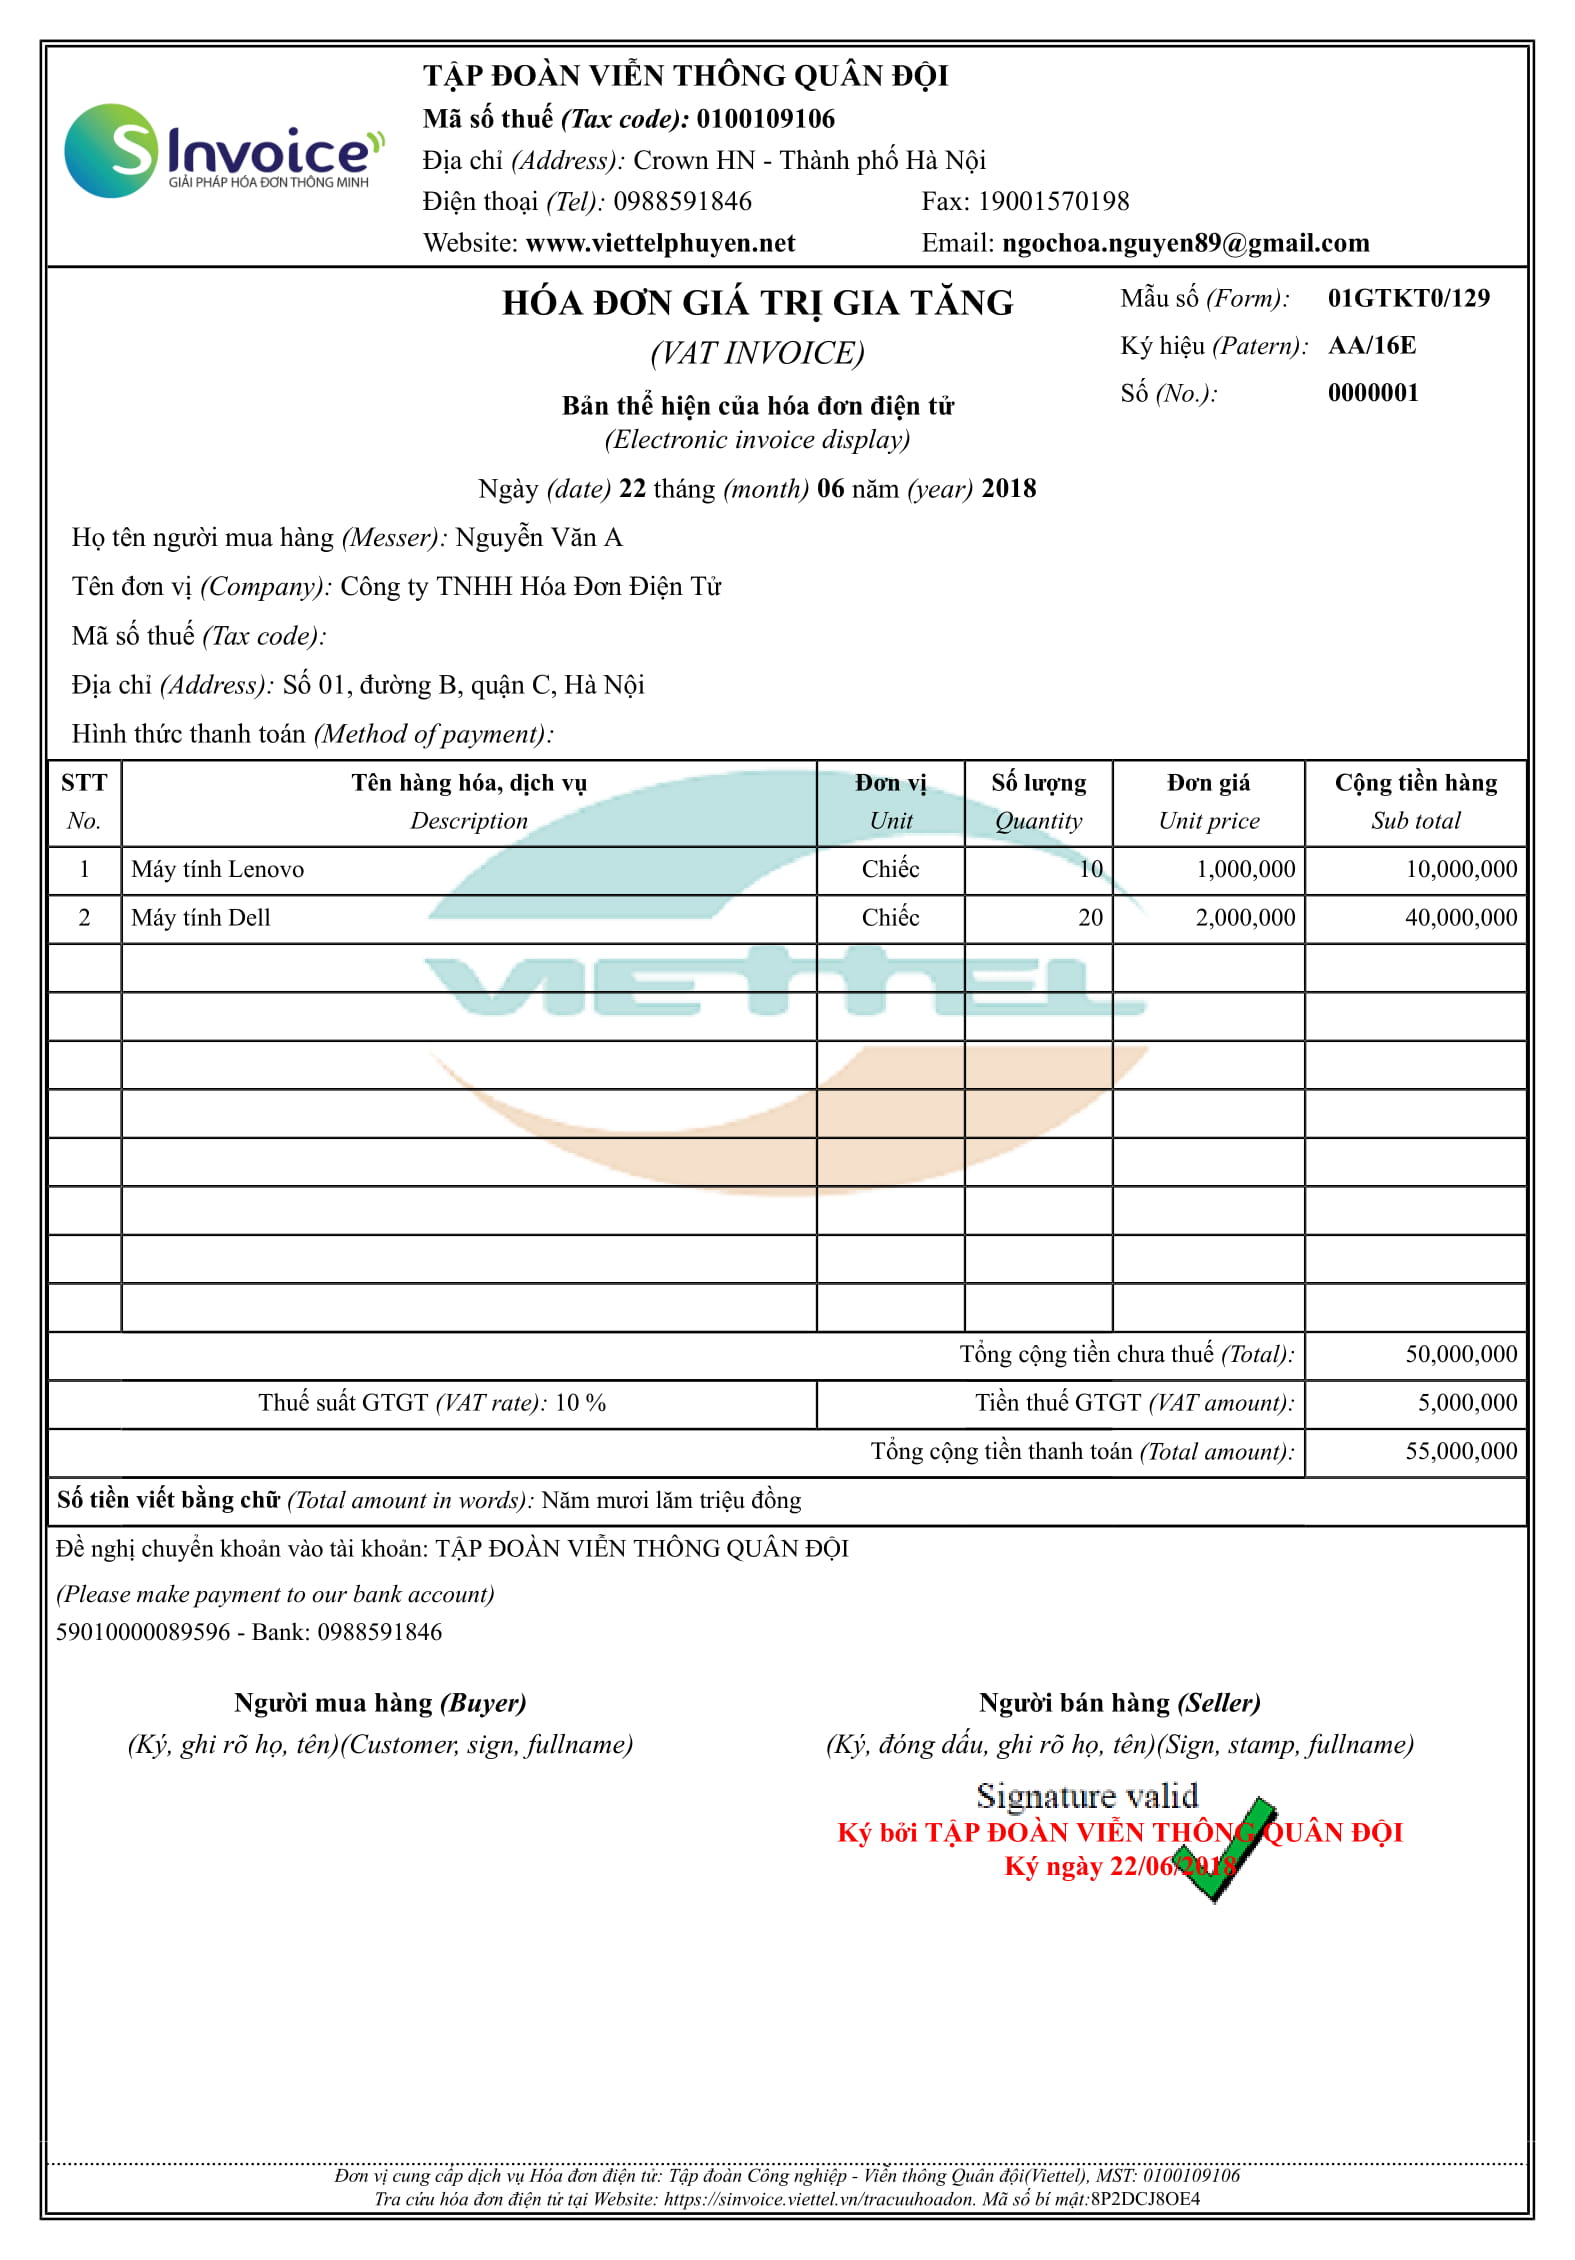 S Invoice
GIẢI PHÁP HÓA ĐƠN THÔNG MINH
TẬP ĐOÀN VIỄN THÔNG QUÂN ĐỘI
Mã số thuế (Tax code): 0100109106
Địa chỉ (Address): Crown HN - Thành phố Hà Nội
Điện thoại (Tel): 0988591846 Fax: 19001570198
Website: www.viettelphuyen.net Email: ngochoa.nguyen89@gmail.com
HÓA ĐƠN GIÁ TRỊ GIA TĂNG
(VAT INVOICE)
Bản thể hiện của hóa đơn điện tử
(Electronic invoice display)
Ngày (date) 22 tháng (month) 06 năm (year) 2018
Mẫu số (Form): 01GTKT0/129
Ký hiệu (Patern): AA/16E
Số (No.): 0000001
Họ tên người mua hàng (Messer): Nguyễn Văn A
Tên đơn vị (Company): Công ty TNHH Hóa Đơn Điện Tử
Mã số thuế (Tax code):
Địa chỉ (Address): Số 01, đường B, quận C, Hà Nội
Hình thức thanh toán (Method of payment):
STT Tên hàng hóa, dịch vụ Đơn vị Số lượng Đơn giá Cộng tiền hàng
No. Description Unit Quantity Unit price Sub total
1 Máy tính Lenovo Chiếc 10 1,000,000 10,000,000
2 Máy tính Dell Chiếc 20 2,000,000 40,000,000
VIETTEL
Tổng cộng tiền chưa thuế (Total): 50,000,000
Thuế suất GTGT (VAT rate): 10 % Tiền thuế GTGT (VAT amount): 5,000,000
Tổng cộng tiền thanh toán (Total amount): 55,000,000
Số tiền viết bằng chữ (Total amount in words): Năm mươi lăm triệu đồng
Đề nghị chuyển khoản vào tài khoản: TẬP ĐOÀN VIỄN THÔNG QUÂN ĐỘI
(Please make payment to our bank account)
59010000089596 - Bank: 0988591846
Người mua hàng (Buyer) Người bán hàng (Seller)
(Ký, ghi rõ họ, tên)(Customer, sign, fullname) (Ký, đóng dấu, ghi rõ họ, tên)(Sign, stamp, fullname)
Signature valid
Ký bởi TẬP ĐOÀN VIỄN THÔNG QUÂN ĐỘI
Ký ngày 22/06/2018
Đơn vị cung cấp dịch vụ Hóa đơn điện tử: Tập đoàn Công nghiệp - Viễn thông Quân đội(Viettel), MST: 0100109106
Tra cứu hóa đơn điện tử tại Website: https://sinvoice.viettel.vn/tracuuhoadon. Mã số bí mật:8P2DCJ8OE4